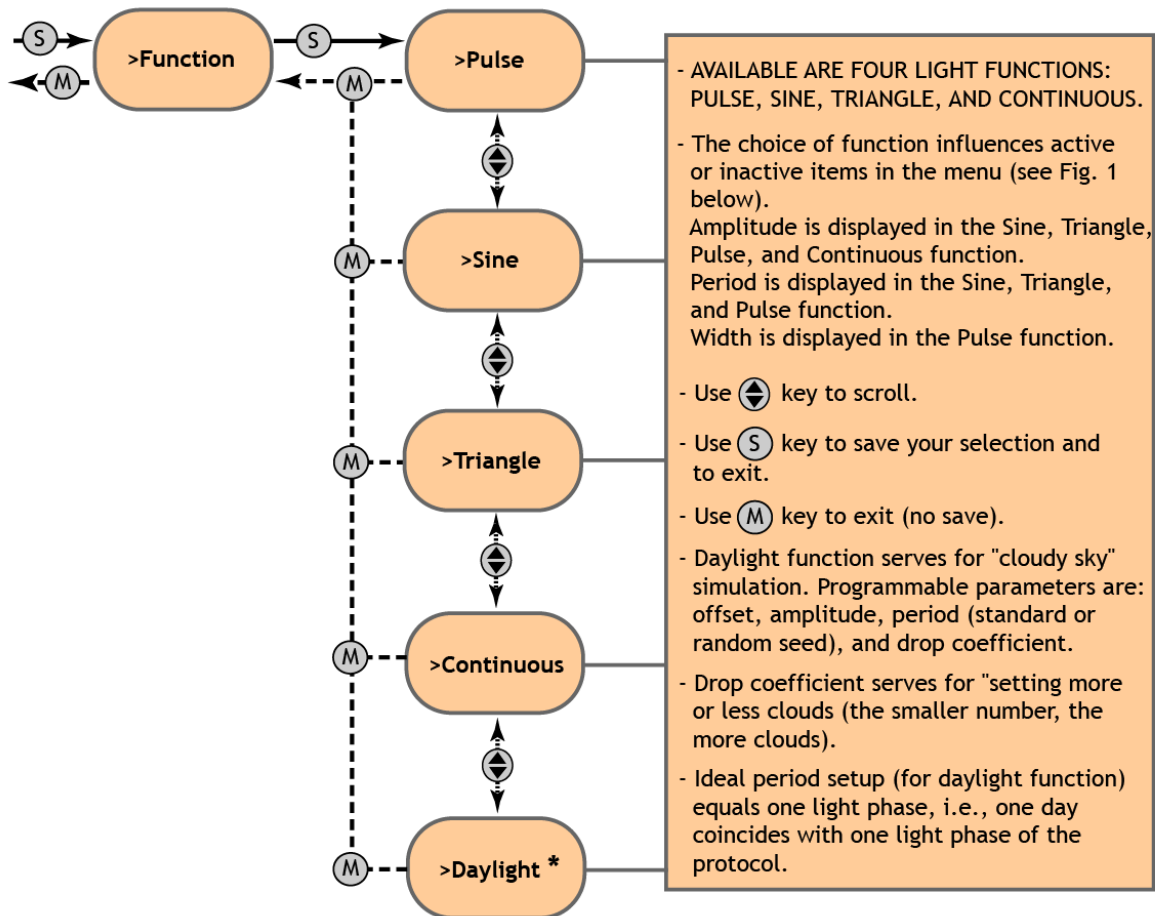 S
M
>Function
S
M
>Pulse
>Sine
M
>Triangle
M
>Continuous
M
>Daylight *
M
- AVAILABLE ARE FOUR LIGHT FUNCTIONS:
PULSE, SINE, TRIANGLE, AND CONTINUOUS.
- The choice of function influences active
or inactive items in the menu (see Fig. 1
below).
Amplitude is displayed in the Sine, Triangle,
Pulse, and Continuous function.
Period is displayed in the Sine, Triangle,
and Pulse function.
Width is displayed in the Pulse function.
- Use key to scroll.
- Use S key to save your selection and
to exit.
- Use M key to exit (no save).
- Daylight function serves for "cloudy sky"
simulation. Programmable parameters are:
offset, amplitude, period (standard or
random seed), and drop coefficient.
- Drop coefficient serves for "setting more
or less clouds (the smaller number, the
more clouds).
- Ideal period setup (for daylight function)
equals one light phase, i.e., one day
coincides with one light phase of the
protocol.